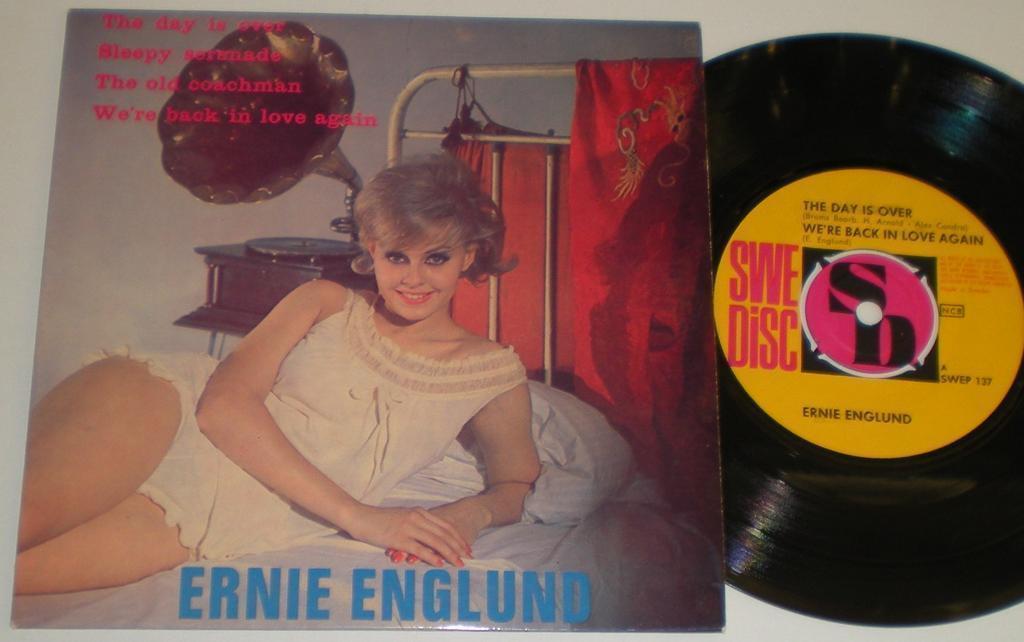 The day is over
Sleepy serenade
The old coachman
We're back in love again
ERNIE ENGLUND
THE DAY IS OVER
WE'RE BACK IN LOVE AGAIN
(E. Englund)
SWE
DISC
SD
NCB
A
SWEP 137
ERNIE ENGLUND